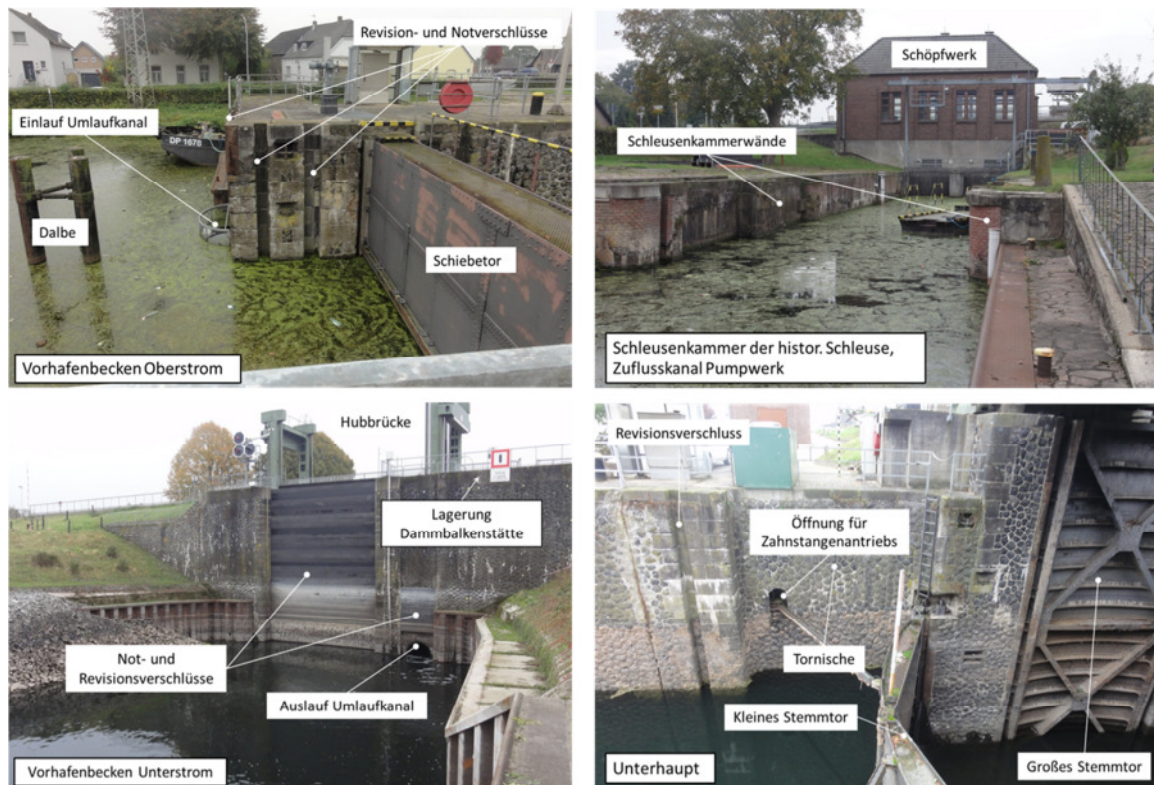 Revision- und Notverschlüsse
Einlauf Umlaufkanal
DP 1678
Dalbe
Schiebetor
Vorhafenbecken Oberstrom
Schöpfwerk
Schleusenkammerwände
Schleusenkammer der histor. Schleuse,
Zuflusskanal Pumpwerk
Hubbrücke
Lagerung
Dammbalkenstätte
Not- und
Revisionsverschlüsse
Auslauf Umlaufkanal
Vorhafenbecken Unterstrom
Revisionsverschluss
Öffnung für
Zahnstangenantriebs
Tornische
Kleines Stemmtor
Unterhaupt
Großes Stemmtor